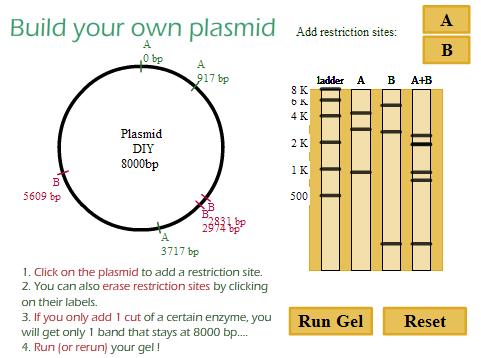 Build your own plasmid
Add restriction sites:
A
B
A
0 bp
A
917 bp
ladder A B A+B
8 K
6 K
4 K
2 K
1 K
500
Plasmid
DIY
8000bp
B
5609 bp
B
2831 bp
B
2974 bp
A
3717 bp
1. Click on the plasmid to add a restriction site.
2. You can also erase restriction sites by clicking
on their labels.
3. If you only add 1 cut of a certain enzyme, you
will get only 1 band that stays at 8000 bp....
4. Run (or rerun) your gel !
Run Gel
Reset